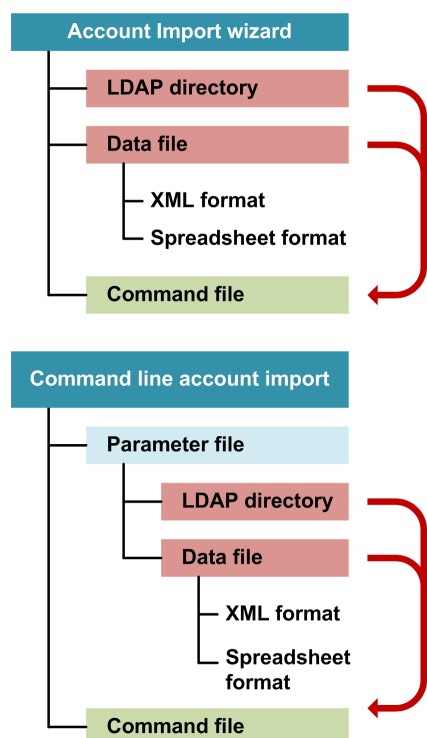 Account Import wizard
LDAP directory
Data file
XML format
Spreadsheet format
Command file
Command line account import
Parameter file
LDAP directory
Data file
XML format
Spreadsheet
format
Command file